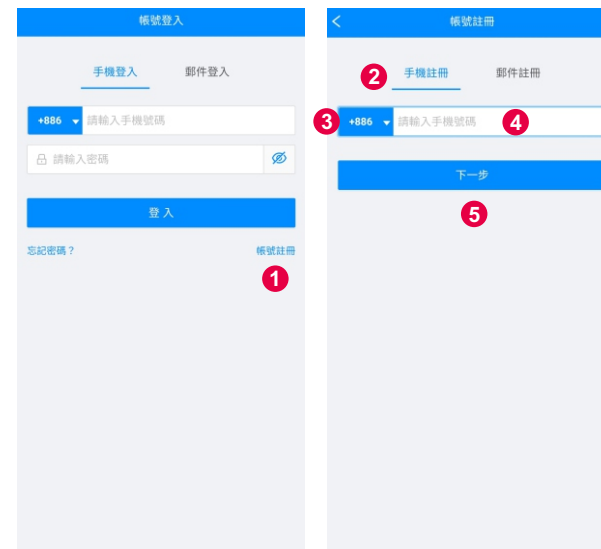 帳號登入
手機登入 郵件登入
+886 請輸入手機號碼
請輸入密碼
登入
忘記密碼？ 帳號註冊
1
帳號註冊
2 手機註冊 郵件註冊
3 +886 請輸入手機號碼 4
下一步
5